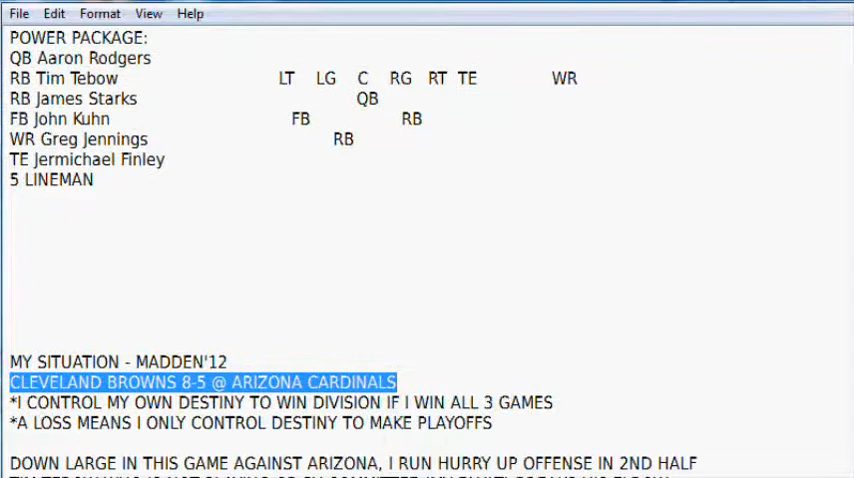 File Edit Format View Help
POWER PACKAGE:
QB Aaron Rodgers
RB Tim Tebow LT LG C RG RT TE WR
RB James Starks QB
FB John Kuhn FB RB
WR Greg Jennings RB
TE Jermichael Finley
5 LINEMAN
MY SITUATION - MADDEN'12
CLEVELAND BROWNS 8-5 @ ARIZONA CARDINALS
*I CONTROL MY OWN DESTINY TO WIN DIVISION IF I WIN ALL 3 GAMES
*A LOSS MEANS I ONLY CONTROL DESTINY TO MAKE PLAYOFFS
DOWN LARGE IN THIS GAME AGAINST ARIZONA, I RUN HURRY UP OFFENSE IN 2ND HALF